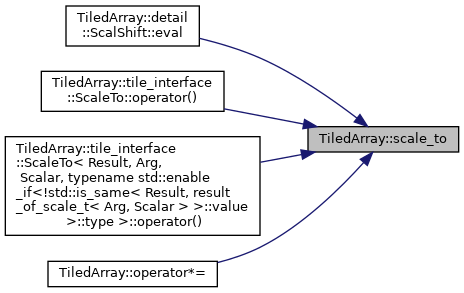 TiledArray::detail
::ScalShift::eval
TiledArray::tile_interface
::ScaleTo::operator()
TiledArray::tile_interface
::ScaleTo< Result, Arg,
Scalar, typename std::enable
_if<!std::is_same< Result, result
_of_scale_t< Arg, Scalar > >::value
>::type >::operator()
TiledArray::operator*=
TiledArray::scale_to